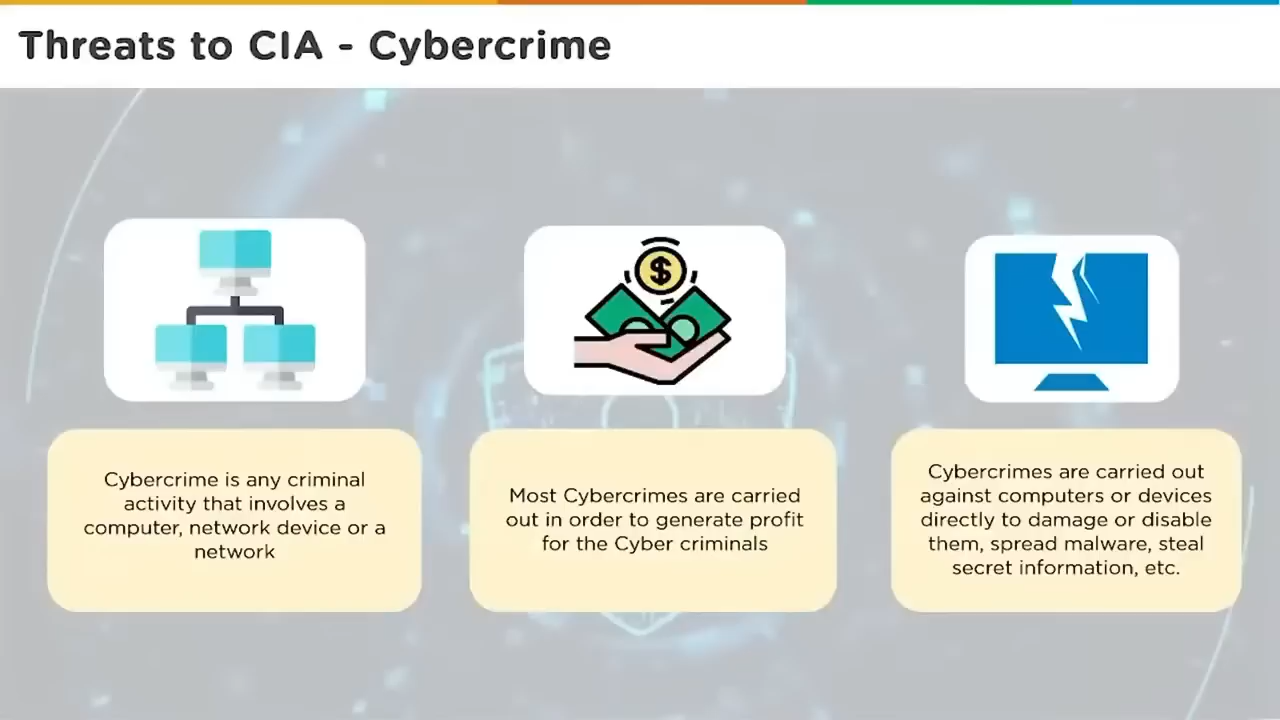 Threats to CIA - Cybercrime
$
Cybercrime is any criminal
activity that involves a
computer, network device or a
network
Most Cybercrimes are carried
out in order to generate profit
for the Cyber criminals
Cybercrimes are carried out
against computers or devices
directly to damage or disable
them, spread malware, steal
secret information, etc.